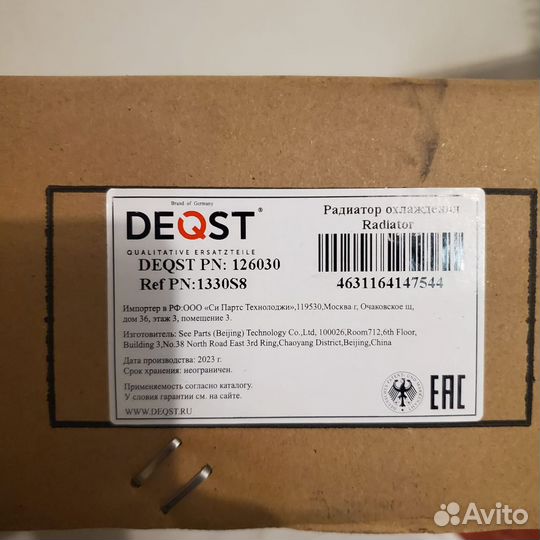 Brand of Germany
DEQST®
QUALITATIVE ERSATZTEILE
Радиатор охлаждения
Radiator
DEQST PN: 126030
Ref PN:1330S8
4631164147544
Импортер в РФ:ООО «Си Партс Технолоджи»,119530,Москва г, Очаковское ш,
дом 36, этаж 3, помещение 3.
Изготовитель: See Parts (Beijing) Technology Co.,Ltd, 100026,Room712,6th Floor,
Building 3,No.38 North Road East 3rd Ring,Chaoyang District,Beijing,China
Дата производства: 2023 г.
Срок хранения: неограничен.
Применяемость согласно каталогу.
У словия гарантии см. на сайте.
WWW.DEQST.RU
EAC
Avito